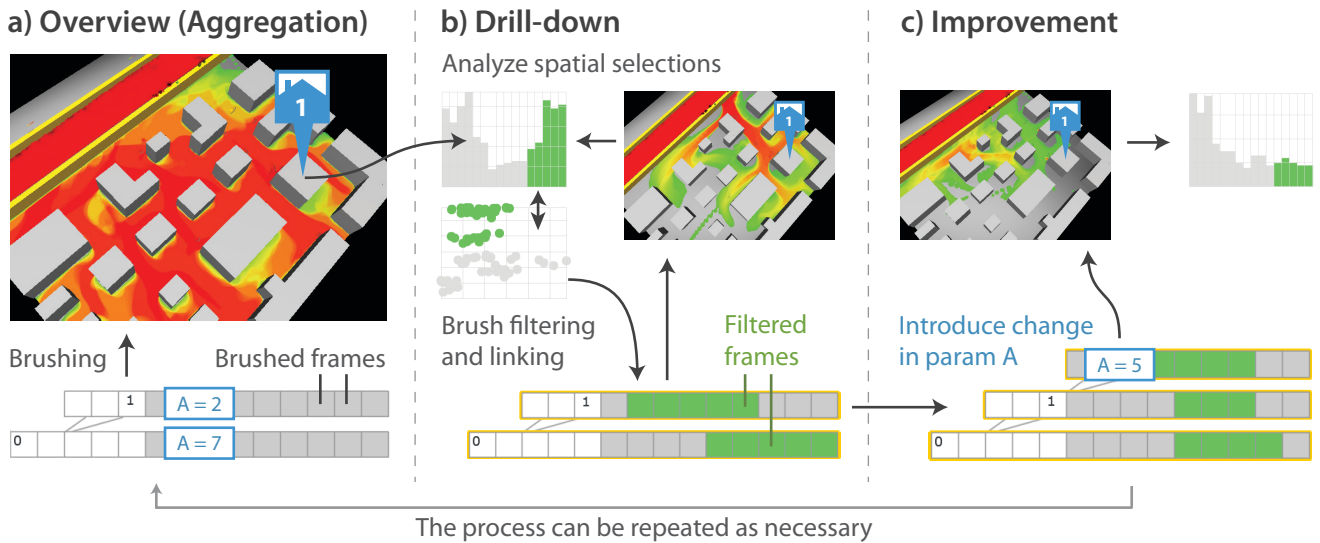 a) Overview (Aggregation)
1
Brushing
Brushed frames
1
A = 2
0
A = 7
b) Drill-down
Analyze spatial selections
1
Brush filtering
and linking
Filtered
frames
1
0
c) Improvement
1
Introduce change
in param A
A = 5
1
0
The process can be repeated as necessary